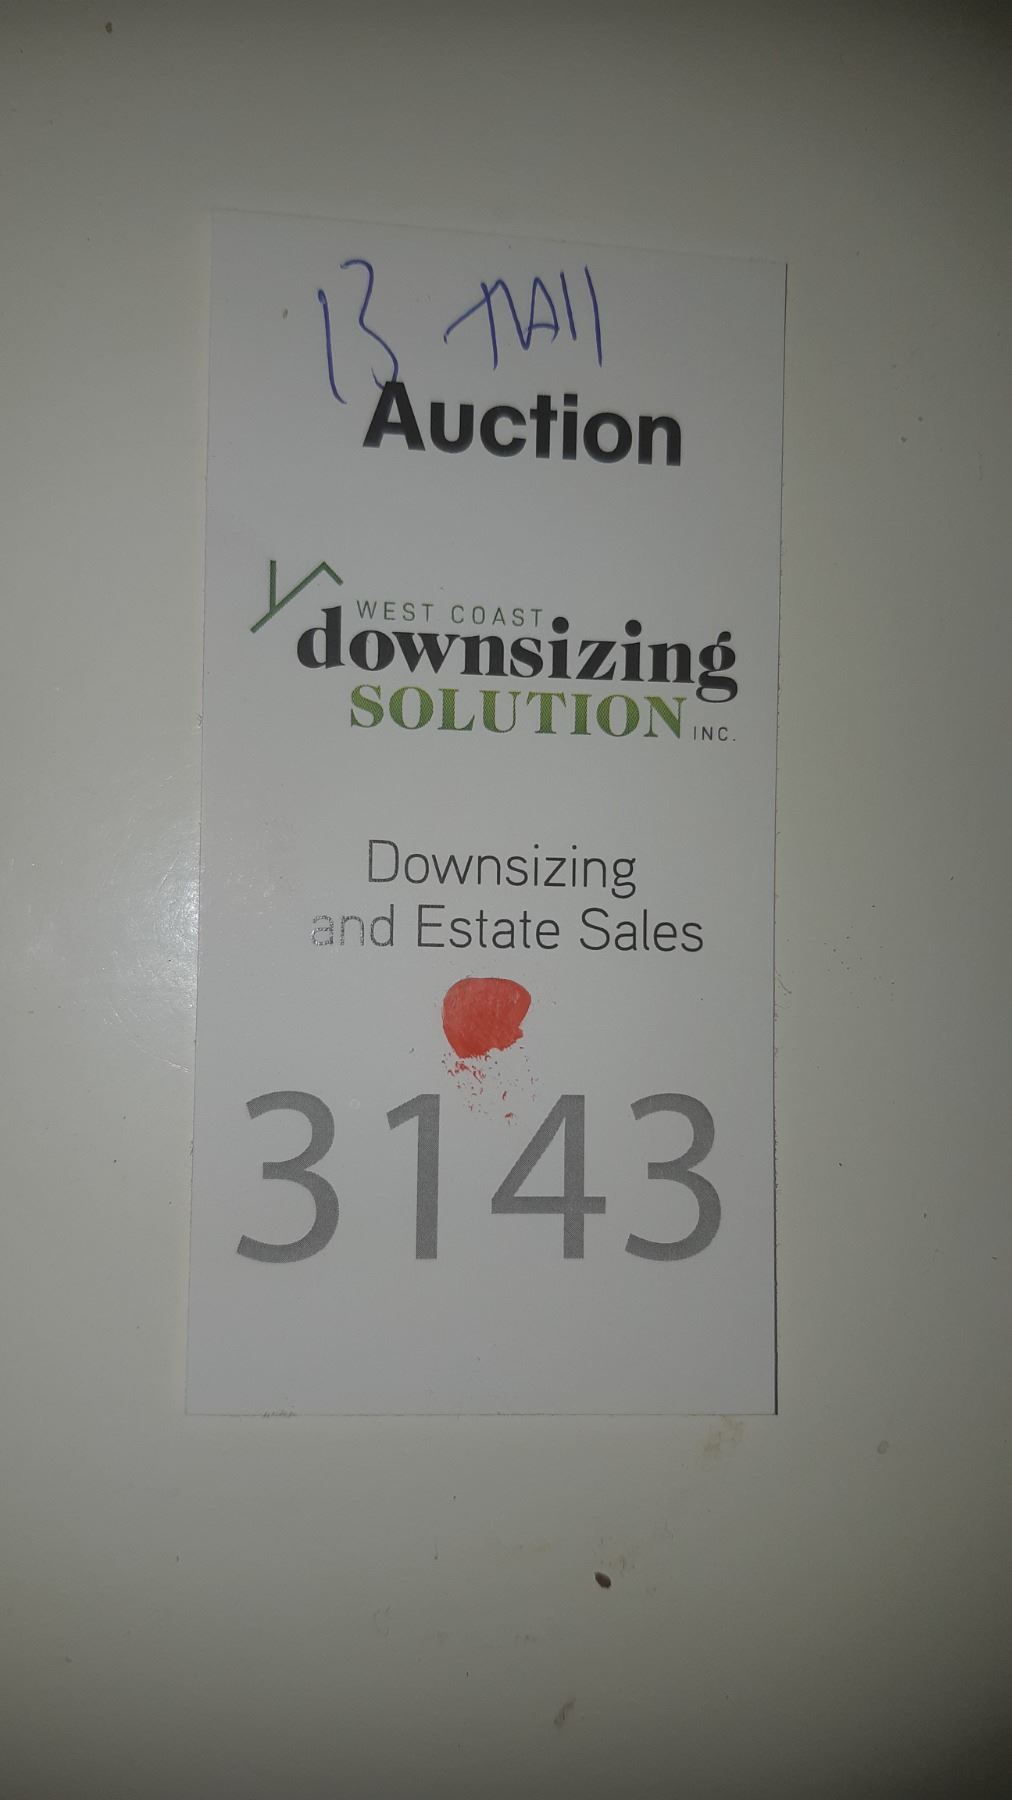 13
Auction
WEST COAST
downsizing
SOLUTION INC.
Downsizing
and Estate Sales
3143